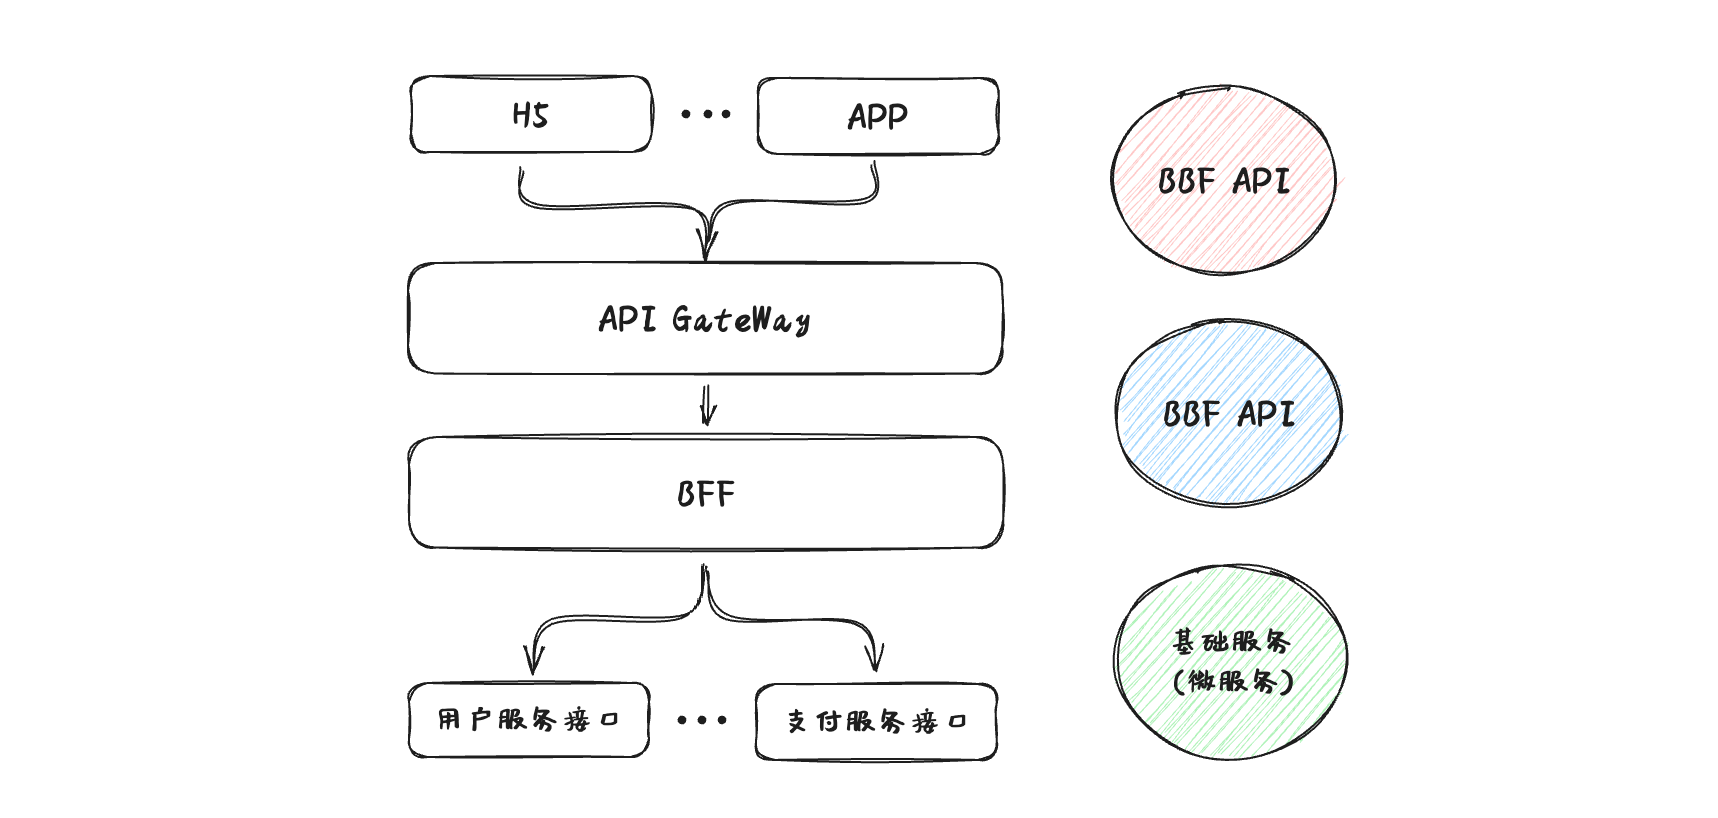 H5
APP
API GateWay
BFF
用户服务接口
支付服务接口
BBF API
BBF API
基础服务
(微服务)